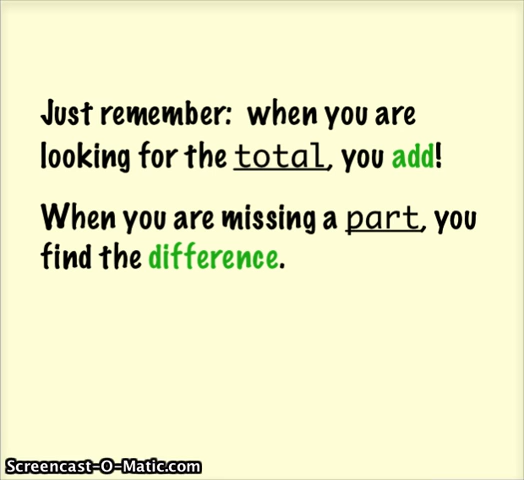 Just remember: when you are
looking for the total, you add!
When you are missing a part, you
find the difference.
Screencast-O-Matic.com